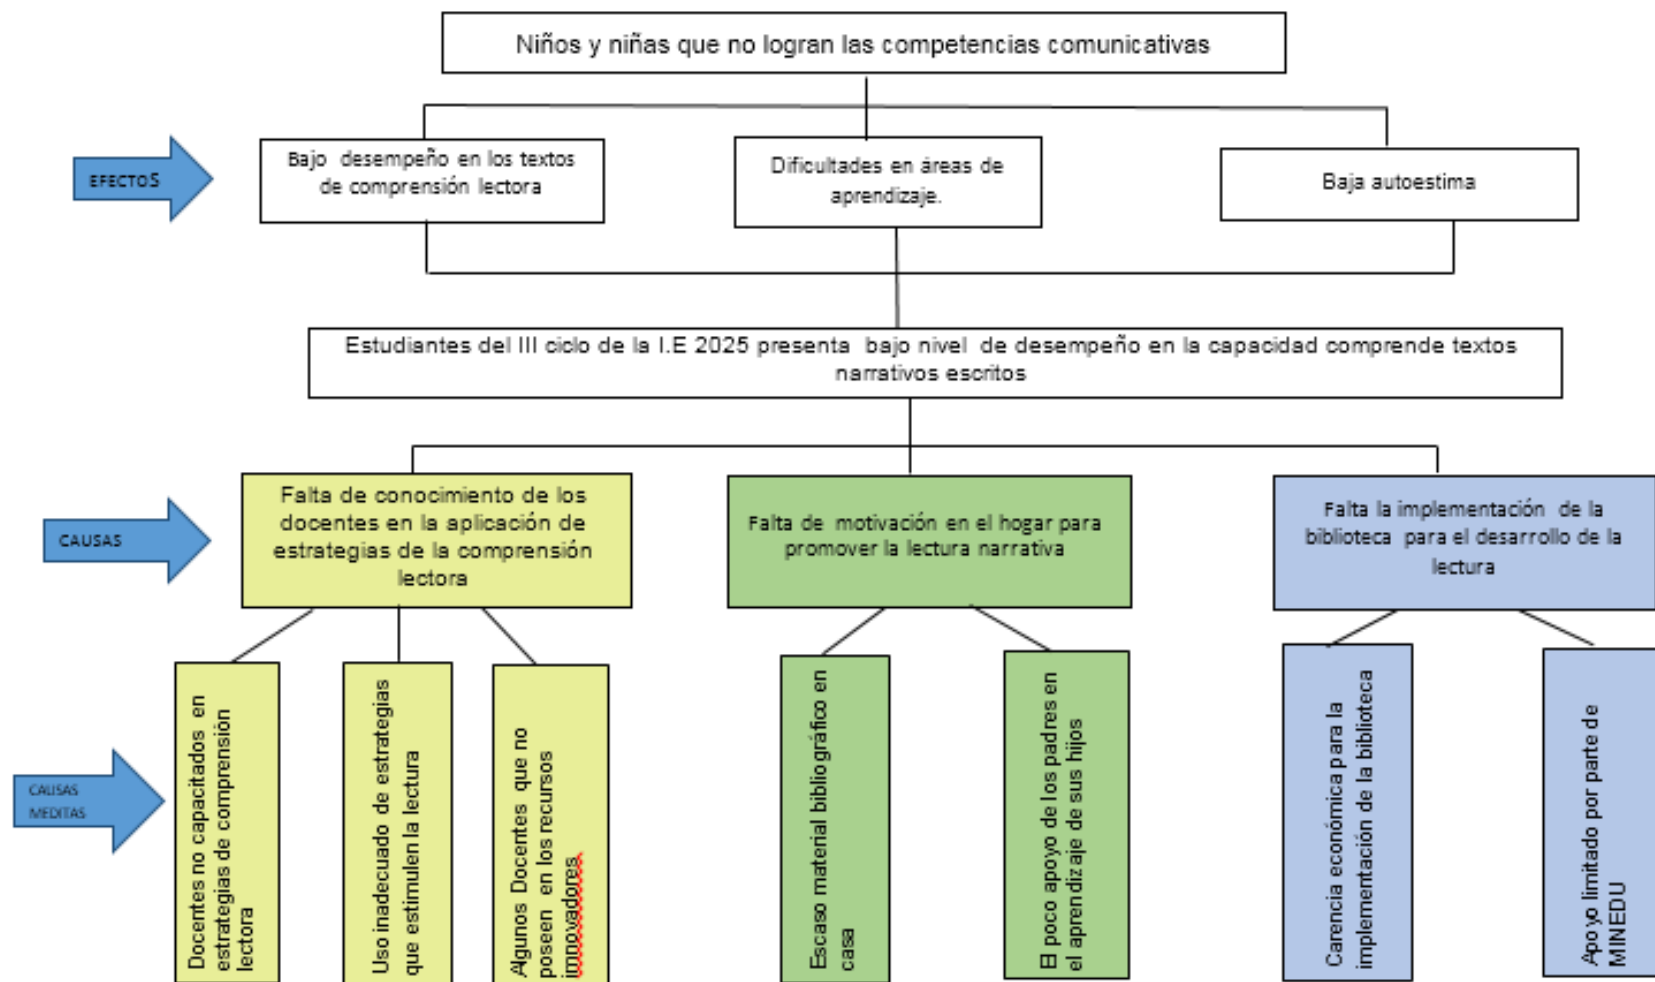 Niños y niñas que no logran las competencias comunicativas
EFECTOS
Bajo desempeño en los textos
de comprensión lectora
Dificultades en áreas de
aprendizaje.
Baja autoestima
Estudiantes del III ciclo de la I.E 2025 presenta bajo nivel de desempeño en la capacidad comprende textos
narrativos escritos
CAUSAS
Falta de conocimiento de los
docentes en la aplicación de
estrategias de la comprensión
lectora
Falta de motivación en el hogar para
promover la lectura narrativa
Falta la implementación de la
biblioteca para el desarrollo de la
lectura
CAUSAS
MEDITAS
Docentes no capacitados en
estrategias de comprensión
lectora
Uso inadecuado de estrategias
que estimulen la lectura
Algunos Docentes que no
poseen en los recursos
imnovadores
Escaso material bibliográfico en
casa
El poco apoyo de los padres en
el aprendizaje de sus hijos
Carencia económica para la
implementación de la biblioteca
Apoyo limitado por parte de
MINEDU